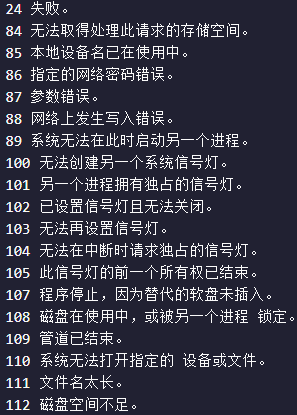 24 失败。
84 无法取得处理此请求的存储空间。
85 本地设备名已在使用中。
86 指定的网络密码错误。
87 参数错误。
88 网络上发生写入错误。
89 系统无法在此时启动另一个进程。
100 无法创建另一个系统信号灯。
101 另一个进程拥有独占的信号灯。
102 已设置信号灯且无法关闭。
103 无法再设置信号灯。
104 无法在中断时请求独占的信号灯。
105 此信号灯的前一个所有权已结束。
107 程序停止，因为替代的软盘未插入。
108 磁盘在使用中，或被另一个进程 锁定。
109 管道已结束。
110 系统无法打开指定的 设备或文件。
111 文件名太长。
112 磁盘空间不足。